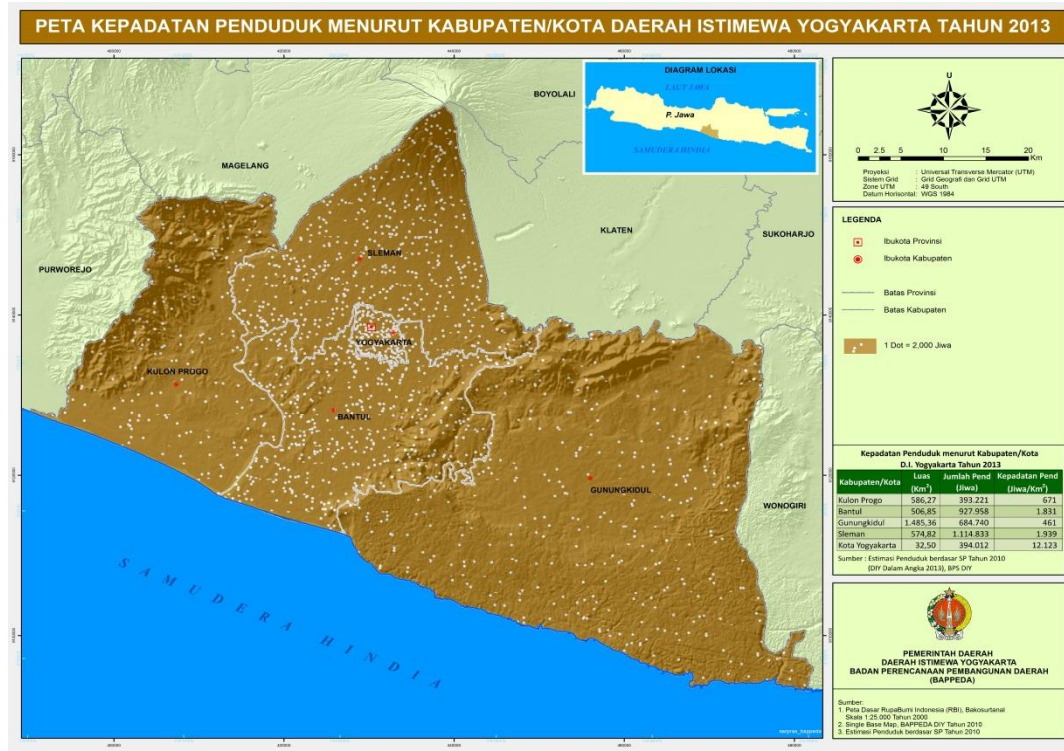 PETA KEPADATAN PENDUDUK MENURUT KABUPATEN/KOTA DAERAH ISTIMEWA YOGYAKARTA TAHUN 2013
DIAGRAM LOKASI
LAUT JAWA
P. Jawa
SAMUDERA HINDIA
BOYOLALI
MAGELANG
KLATEN
SUKOHARJO
PURWOREJO
SLEMAN
YOGYAKARTA
KULON PROGO
BANTUL
GUNUNGKIDUL
WONOGIRI
SAMUDERA HINDIA
sarpras_bappeda
U
0 2.5 5 10 15 20
Km
Proyeksi : Universal Transverse Mercator (UTM)
Sistem Grid : Grid Geografi dan Grid UTM
Zone UTM : 49 South
Datum Horisontal: WGS 1984
LEGENDA
Ibukota Provinsi
Ibukota Kabupaten
Batas Provinsi
Batas Kabupaten
1 Dot = 2,000 Jiwa
Kepadatan Penduduk menurut Kabupaten/Kota
D.I. Yogyakarta Tahun 2013
Kabupaten/Kota Luas (Km²) Jumlah Pend (Jiwa) Kepadatan Pend (Jiwa/Km²)
Kulon Progo 586,27 393.221 671
Bantul 506,85 927.958 1.831
Gunungkidul 1.485,36 684.740 461
Sleman 574,82 1.114.833 1.939
Kota Yogyakarta 32,50 394.012 12.123
Sumber : Estimasi Penduduk berdasar SP Tahun 2010
(DIY Dalam Angka 2013), BPS DIY
PEMERINTAH DAERAH
DAERAH ISTIMEWA YOGYAKARTA
BADAN PERENCANAAN PEMBANGUNAN DAERAH
(BAPPEDA)
Sumber:
1. Peta Dasar RupaBumi Indonesia (RBI), Bakosurtanal
Skala 1:25.000 Tahun 2000
2. Single Base Map, BAPPEDA DIY Tahun 2010
3. Estimasi Penduduk berdasar SP Tahun 2010